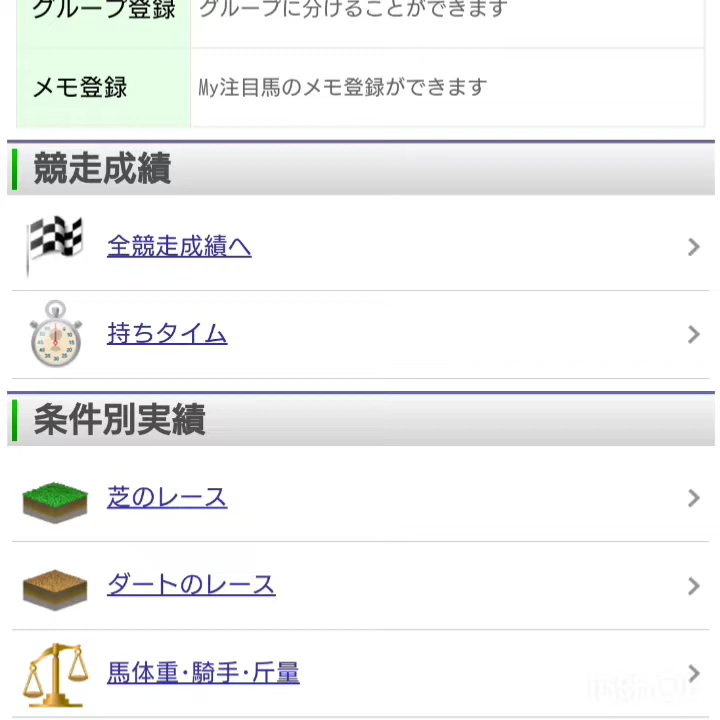 グループ登録
グループに分けることができます
メモ登録
My注目馬のメモ登録ができます
競走成績
全競走成績へ
持ちタイム
条件別実績
芝のレース
ダートのレース
馬体重・騎手・斤量